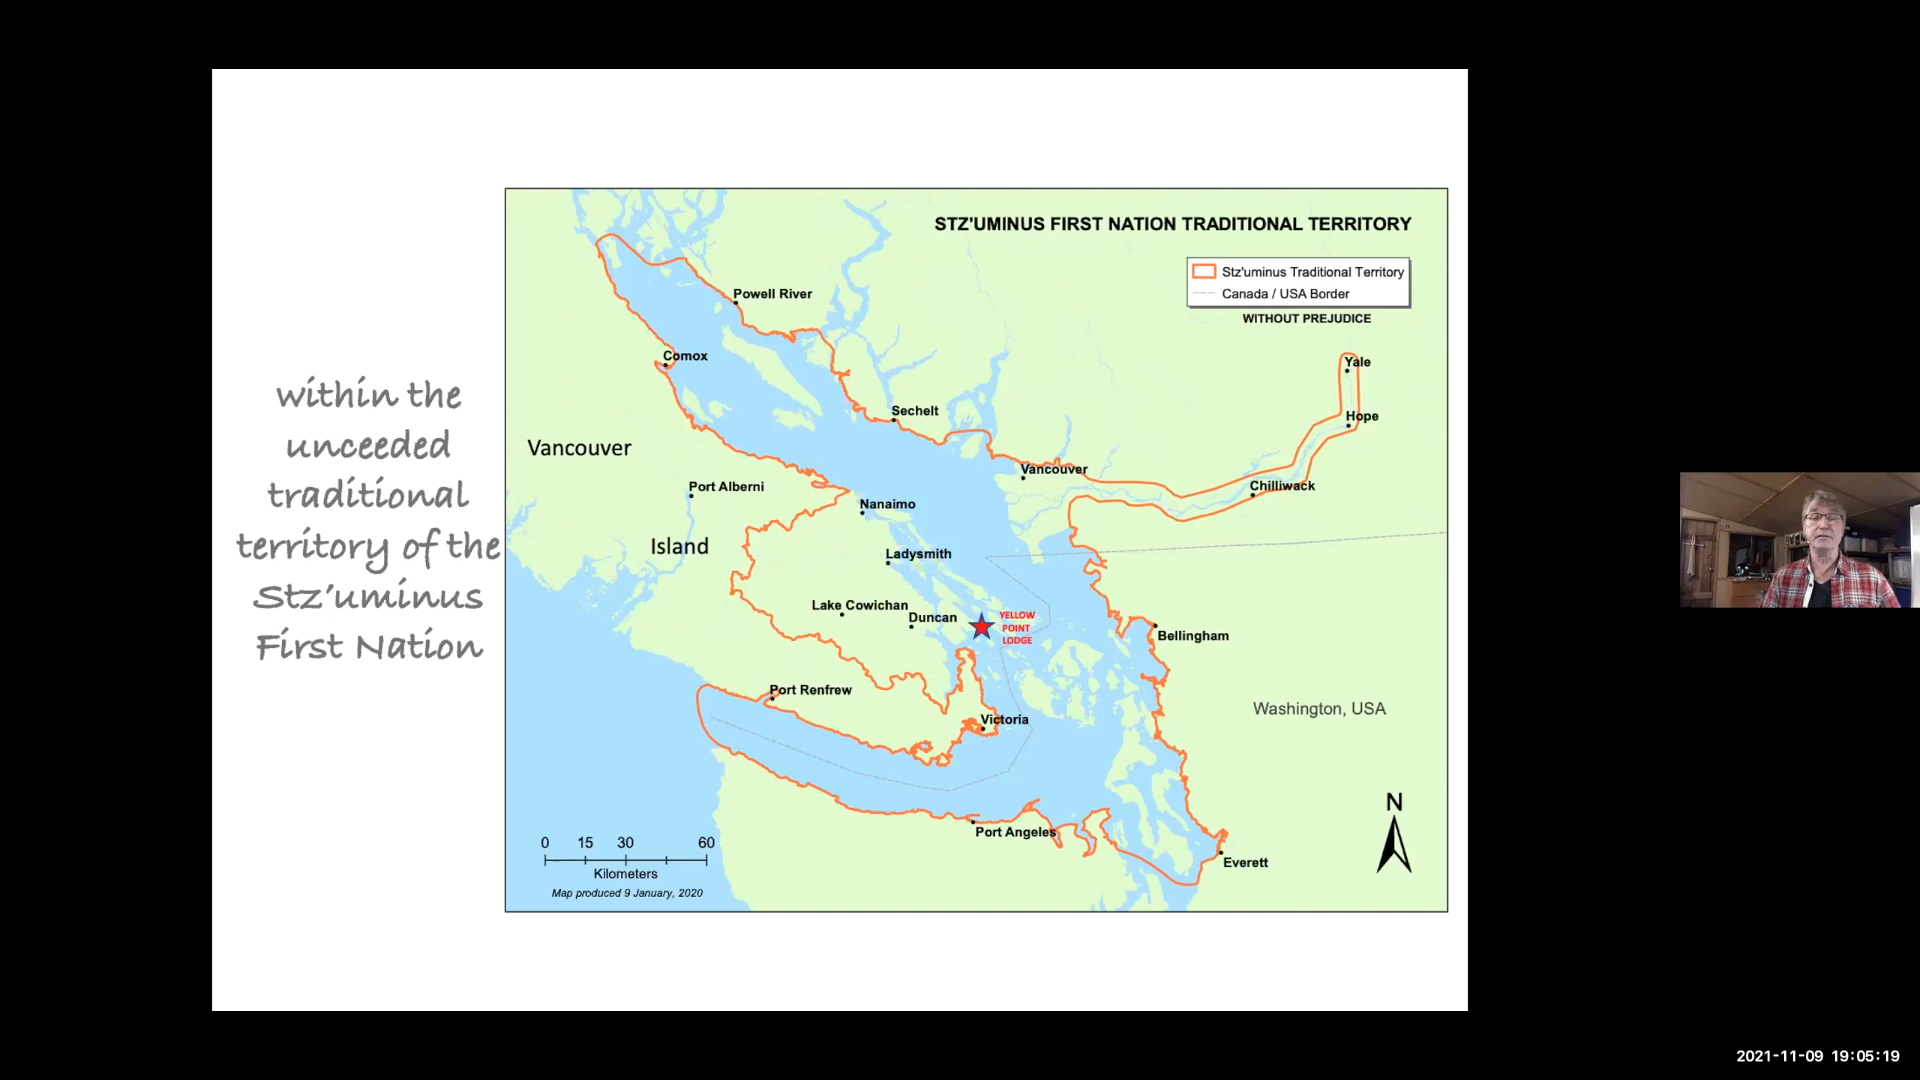 within the
unceeded
traditional
territory of the
Stz'uminus
First Nation
STZ'UMINUS FIRST NATION TRADITIONAL TERRITORY
Stz'uminus Traditional Territory
Canada / USA Border
WITHOUT PREJUDICE
Powell River
Comox
Yale
Sechelt
Hope
Vancouver
Vancouver
Port Alberni
Chilliwack
Nanaimo
Island
Ladysmith
Lake Cowichan
Duncan
YELLOW
POINT
LODGE
Bellingham
Port Renfrew
Victoria
Washington, USA
N
Port Angeles
Everett
0 15 30 60
Kilometers
Map produced 9 January, 2020
2021-11-09 19:05:19